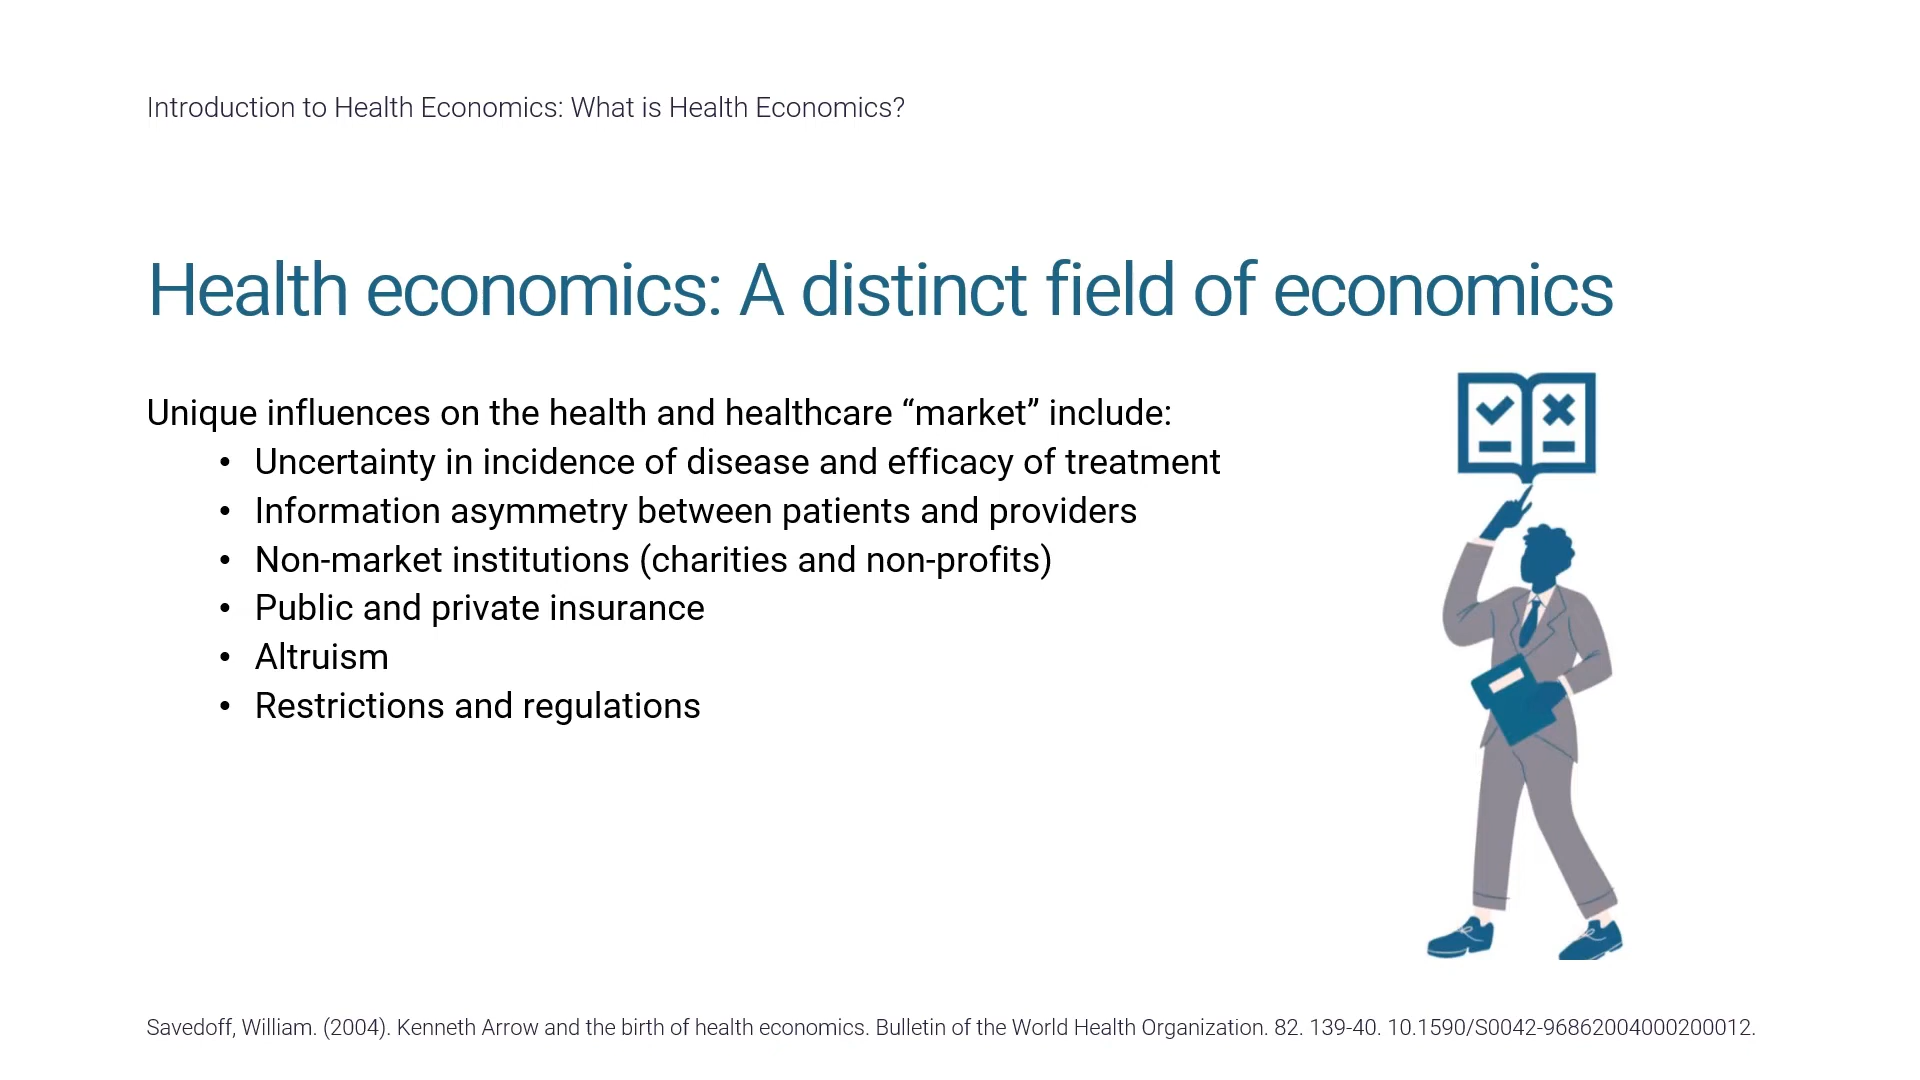 Introduction to Health Economics: What is Health Economics?
Health economics: A distinct field of economics
Unique influences on the health and healthcare “market” include:
• Uncertainty in incidence of disease and efficacy of treatment
• Information asymmetry between patients and providers
• Non-market institutions (charities and non-profits)
• Public and private insurance
• Altruism
• Restrictions and regulations
Savedoff, William. (2004). Kenneth Arrow and the birth of health economics. Bulletin of the World Health Organization. 82. 139-40. 10.1590/S0042-96862004000200012.